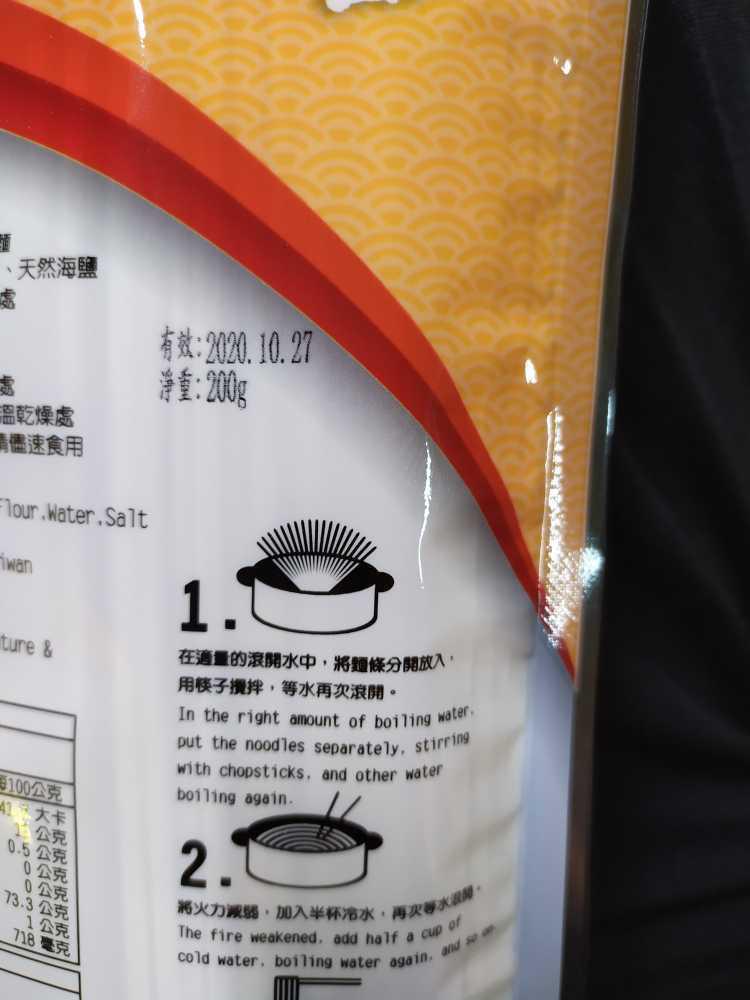 麵
、天然海鹽
處
有效:2020.10.27
淨重:200g
處
溫乾燥處
請儘速食用
Flour.Water.Salt
iwan
ture &
1.
在適量的滾開水中,將麵條分開放入,
用筷子攪拌,等水再次滾開。
In the right amount of boiling water.
put the noodles separately, stirring
with chopsticks, and other water
boiling again.
每100公克
大卡
公克
0.5 公克
0 公克
0 公克
73.3 公克
1 公克
718 毫克
2.
將火力減弱,加入半杯冷水,再次等水滾開。
The fire weakened, add half a cup of
cold water, boiling water again, and so on